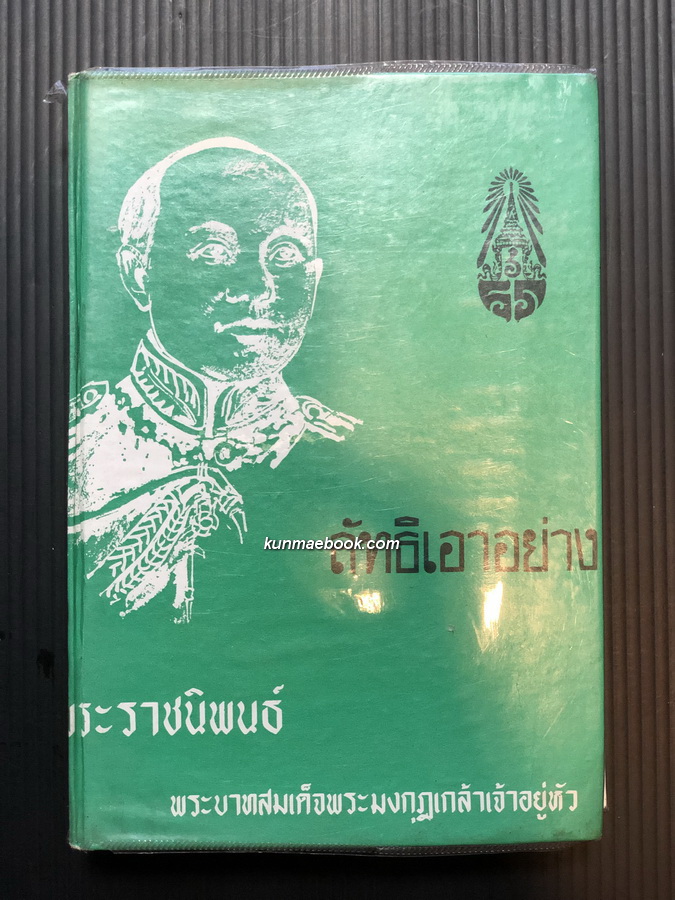 kunmaebook.com
ลัทธิเอาอย่าง
พระราชนิพนธ์
พระบาทสมเด็จพระมงกุฎเกล้าเจ้าอยู่หัว